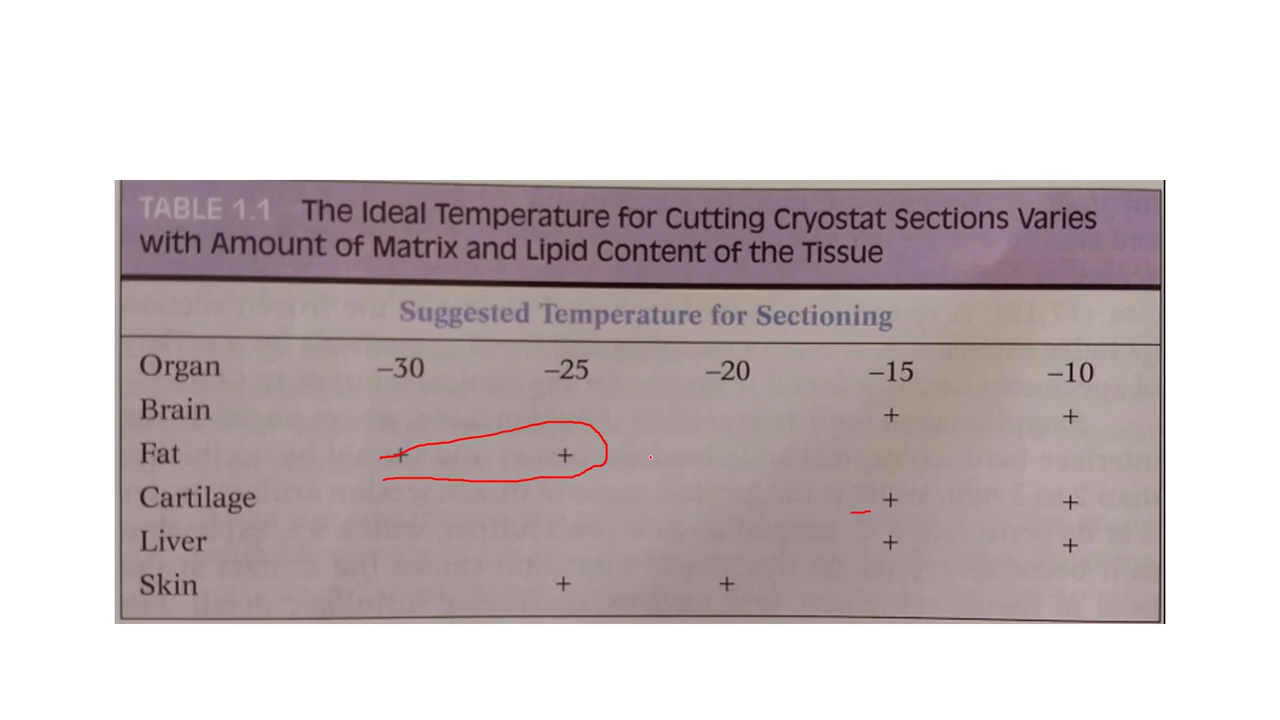 TABLE 1.1 The Ideal Temperature for Cutting Cryostat Sections Varies
with Amount of Matrix and Lipid Content of the Tissue
Suggested Temperature for Sectioning
Organ –30 –25 –20 –15 –10
Brain + +
Fat + +
Cartilage + +
Liver + +
Skin + +